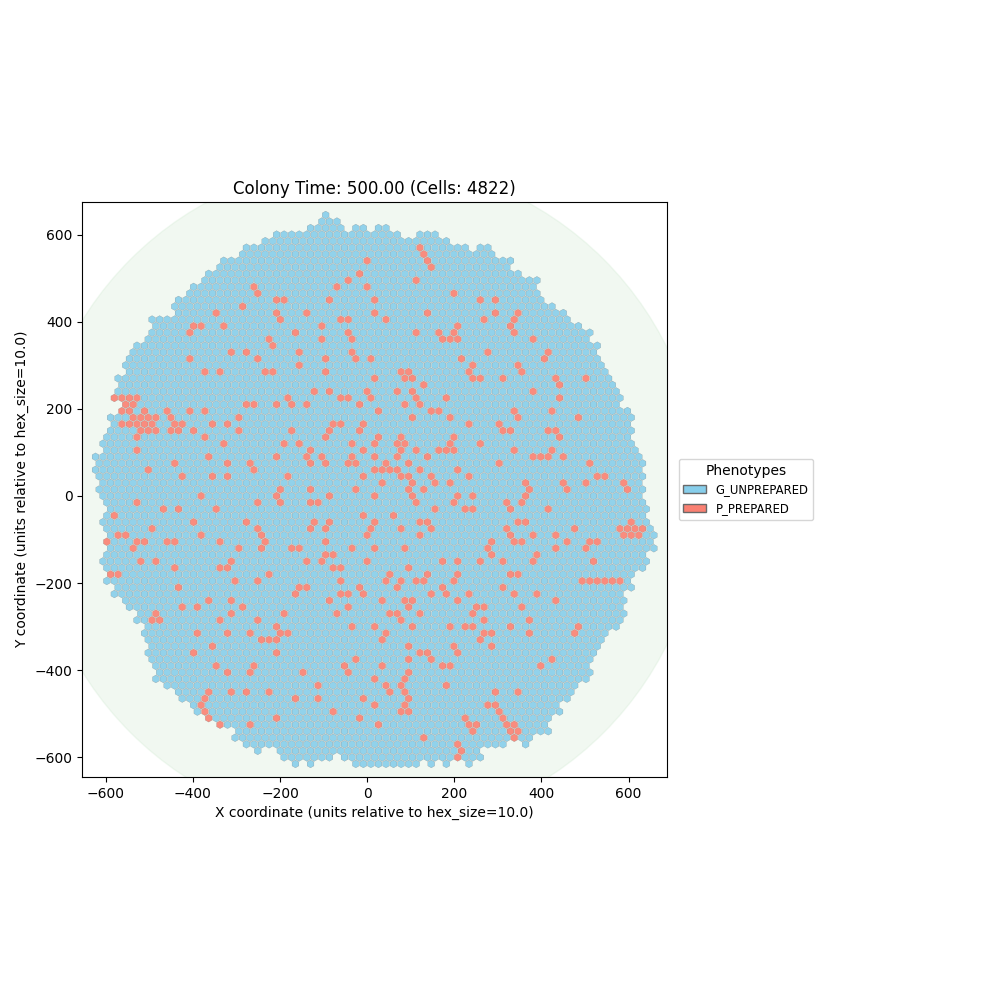 Colony Time: 500.00 (Cells: 4822)
Y coordinate (units relative to hex_size=10.0)
600
400
200
0
−200
−400
−600
−600 −400 −200 0 200 400 600
X coordinate (units relative to hex_size=10.0)
Phenotypes
G_UNPREPARED
P_PREPARED